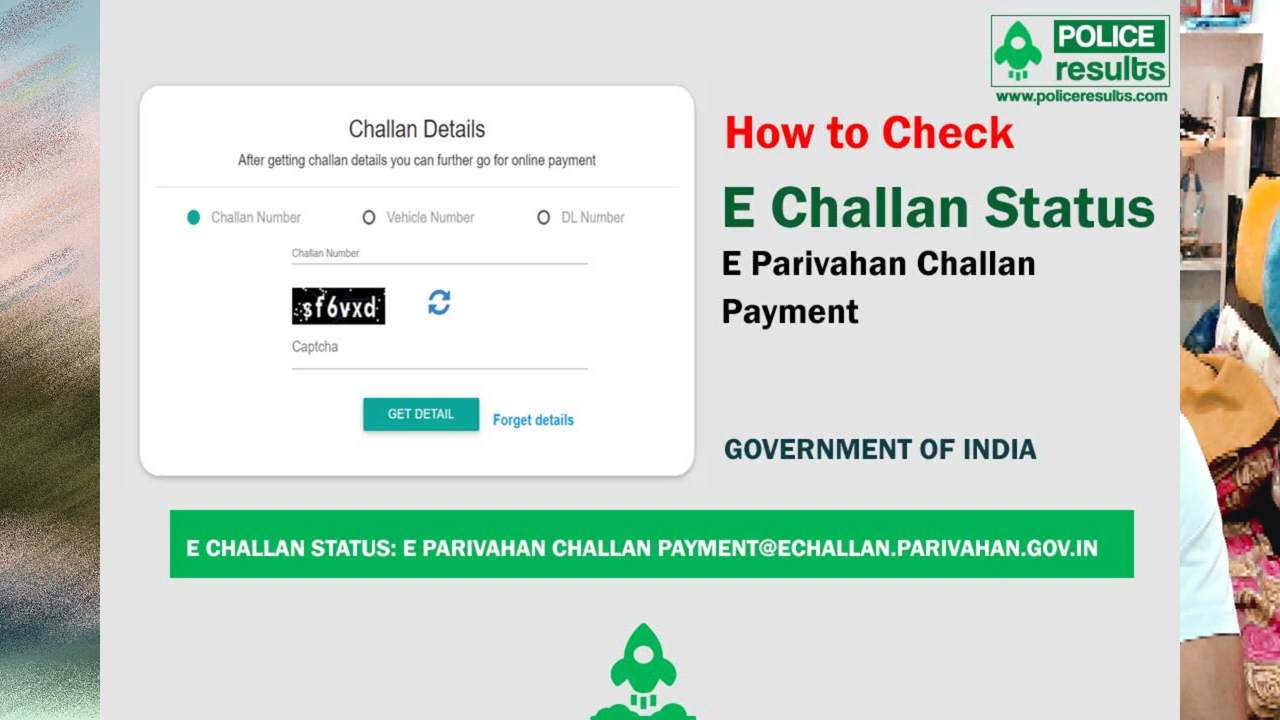 POLICE
results
www.policeresults.com
How to Check
E Challan Status
E Parivahan Challan
Payment
GOVERNMENT OF INDIA
Challan Details
After getting challan details you can further go for online payment
Challan Number
Vehicle Number
DL Number
Challan Number
sf6vxd
Captcha
GET DETAIL
Forget details
E CHALLAN STATUS: E PARIVAHAN CHALLAN PAYMENT@ECHALLAN.PARIVAHAN.GOV.IN